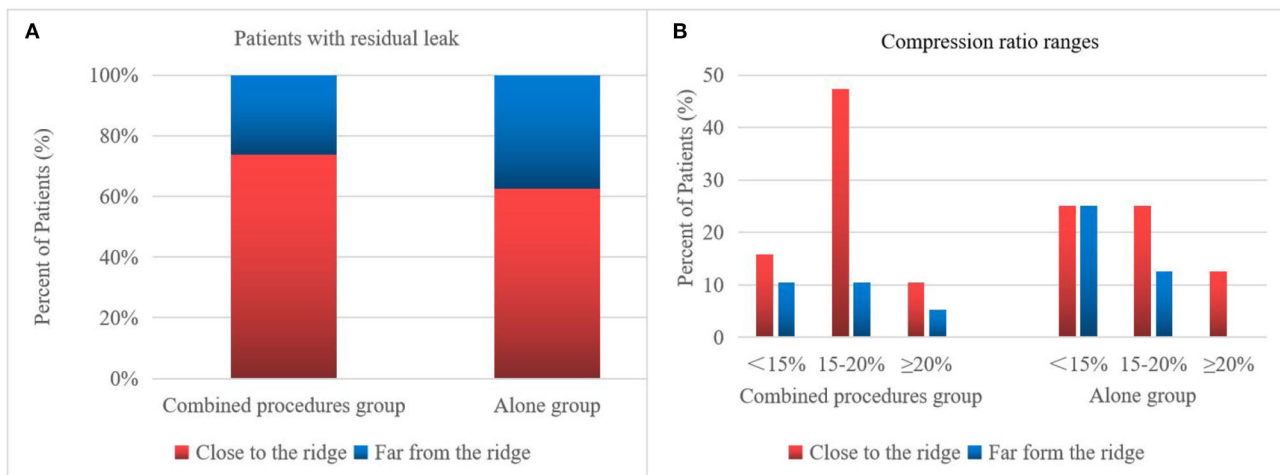 A
Patients with residual leak
Percent of Patients (%)
100%
80%
60%
40%
20%
0%
Combined procedures group
Alone group
Close to the ridge
Far from the ridge
B
Compression ratio ranges
Percent of Patients (%)
50
40
30
20
10
0
<15% 15-20% ≥20% <15% 15-20% ≥20%
Combined procedures group
Alone group
Close to the ridge
Far form the ridge